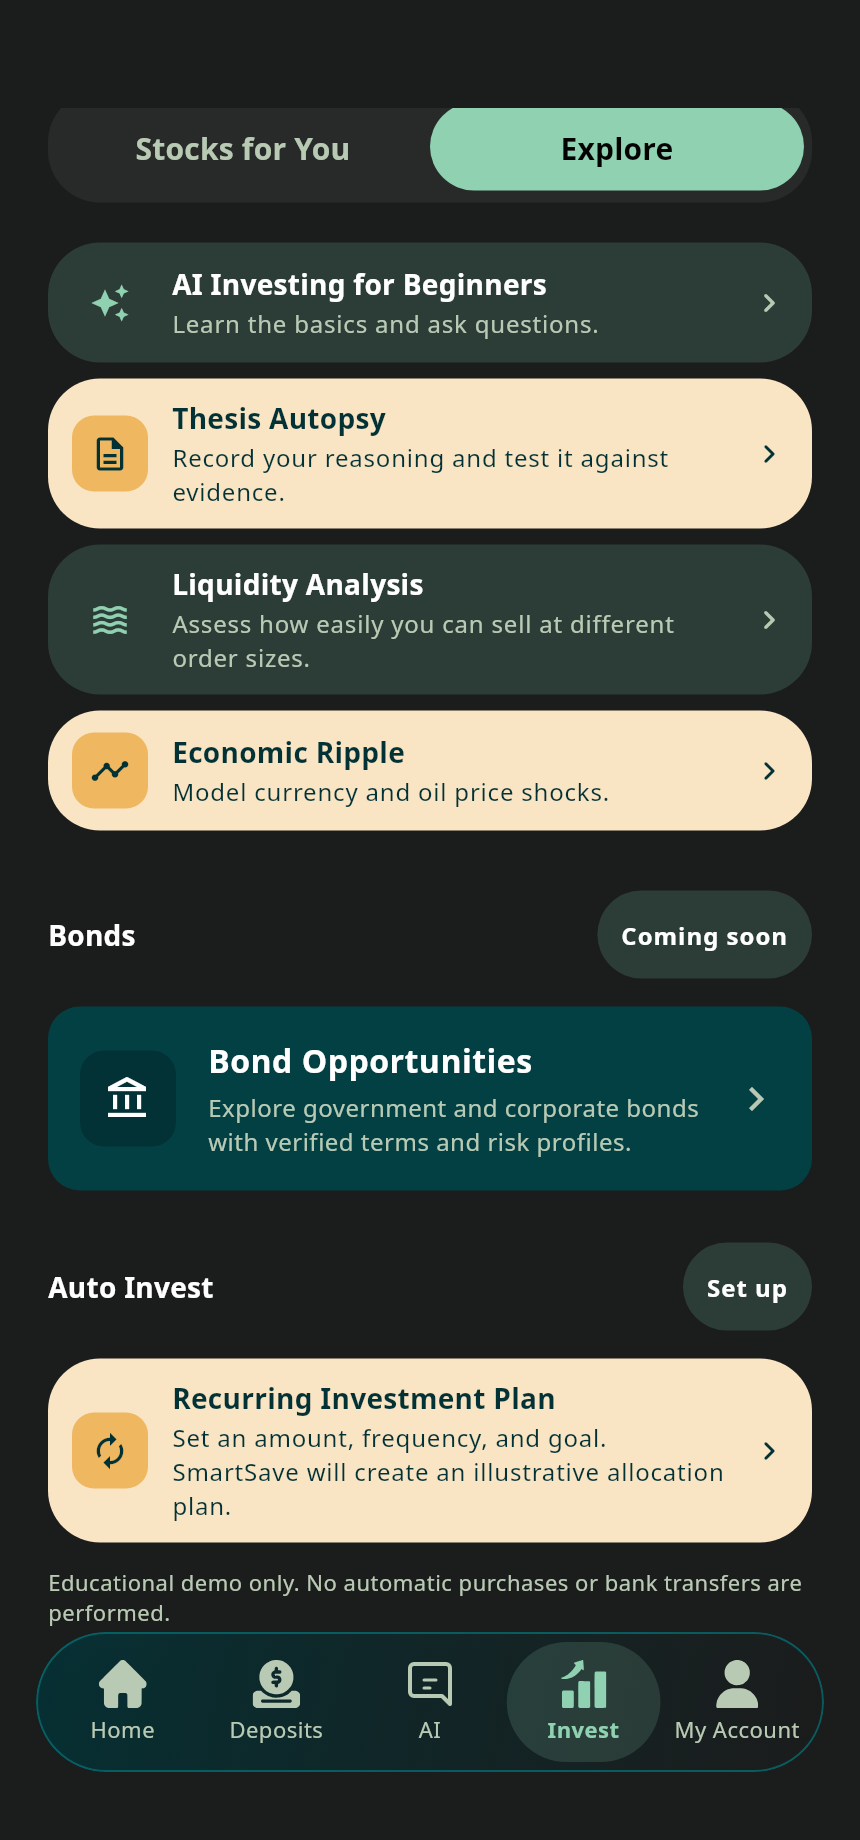 Stocks for You
Explore
AI Investing for Beginners
Learn the basics and ask questions.
Thesis Autopsy
Record your reasoning and test it against
evidence.
Liquidity Analysis
Assess how easily you can sell at different
order sizes.
Economic Ripple
Model currency and oil price shocks.
Bonds
Coming soon
Bond Opportunities
Explore government and corporate bonds
with verified terms and risk profiles.
Auto Invest
Set up
Recurring Investment Plan
Set an amount, frequency, and goal.
SmartSave will create an illustrative allocation
plan.
Educational demo only. No automatic purchases or bank transfers are
performed.
Home
Deposits
AI
Invest
My Account